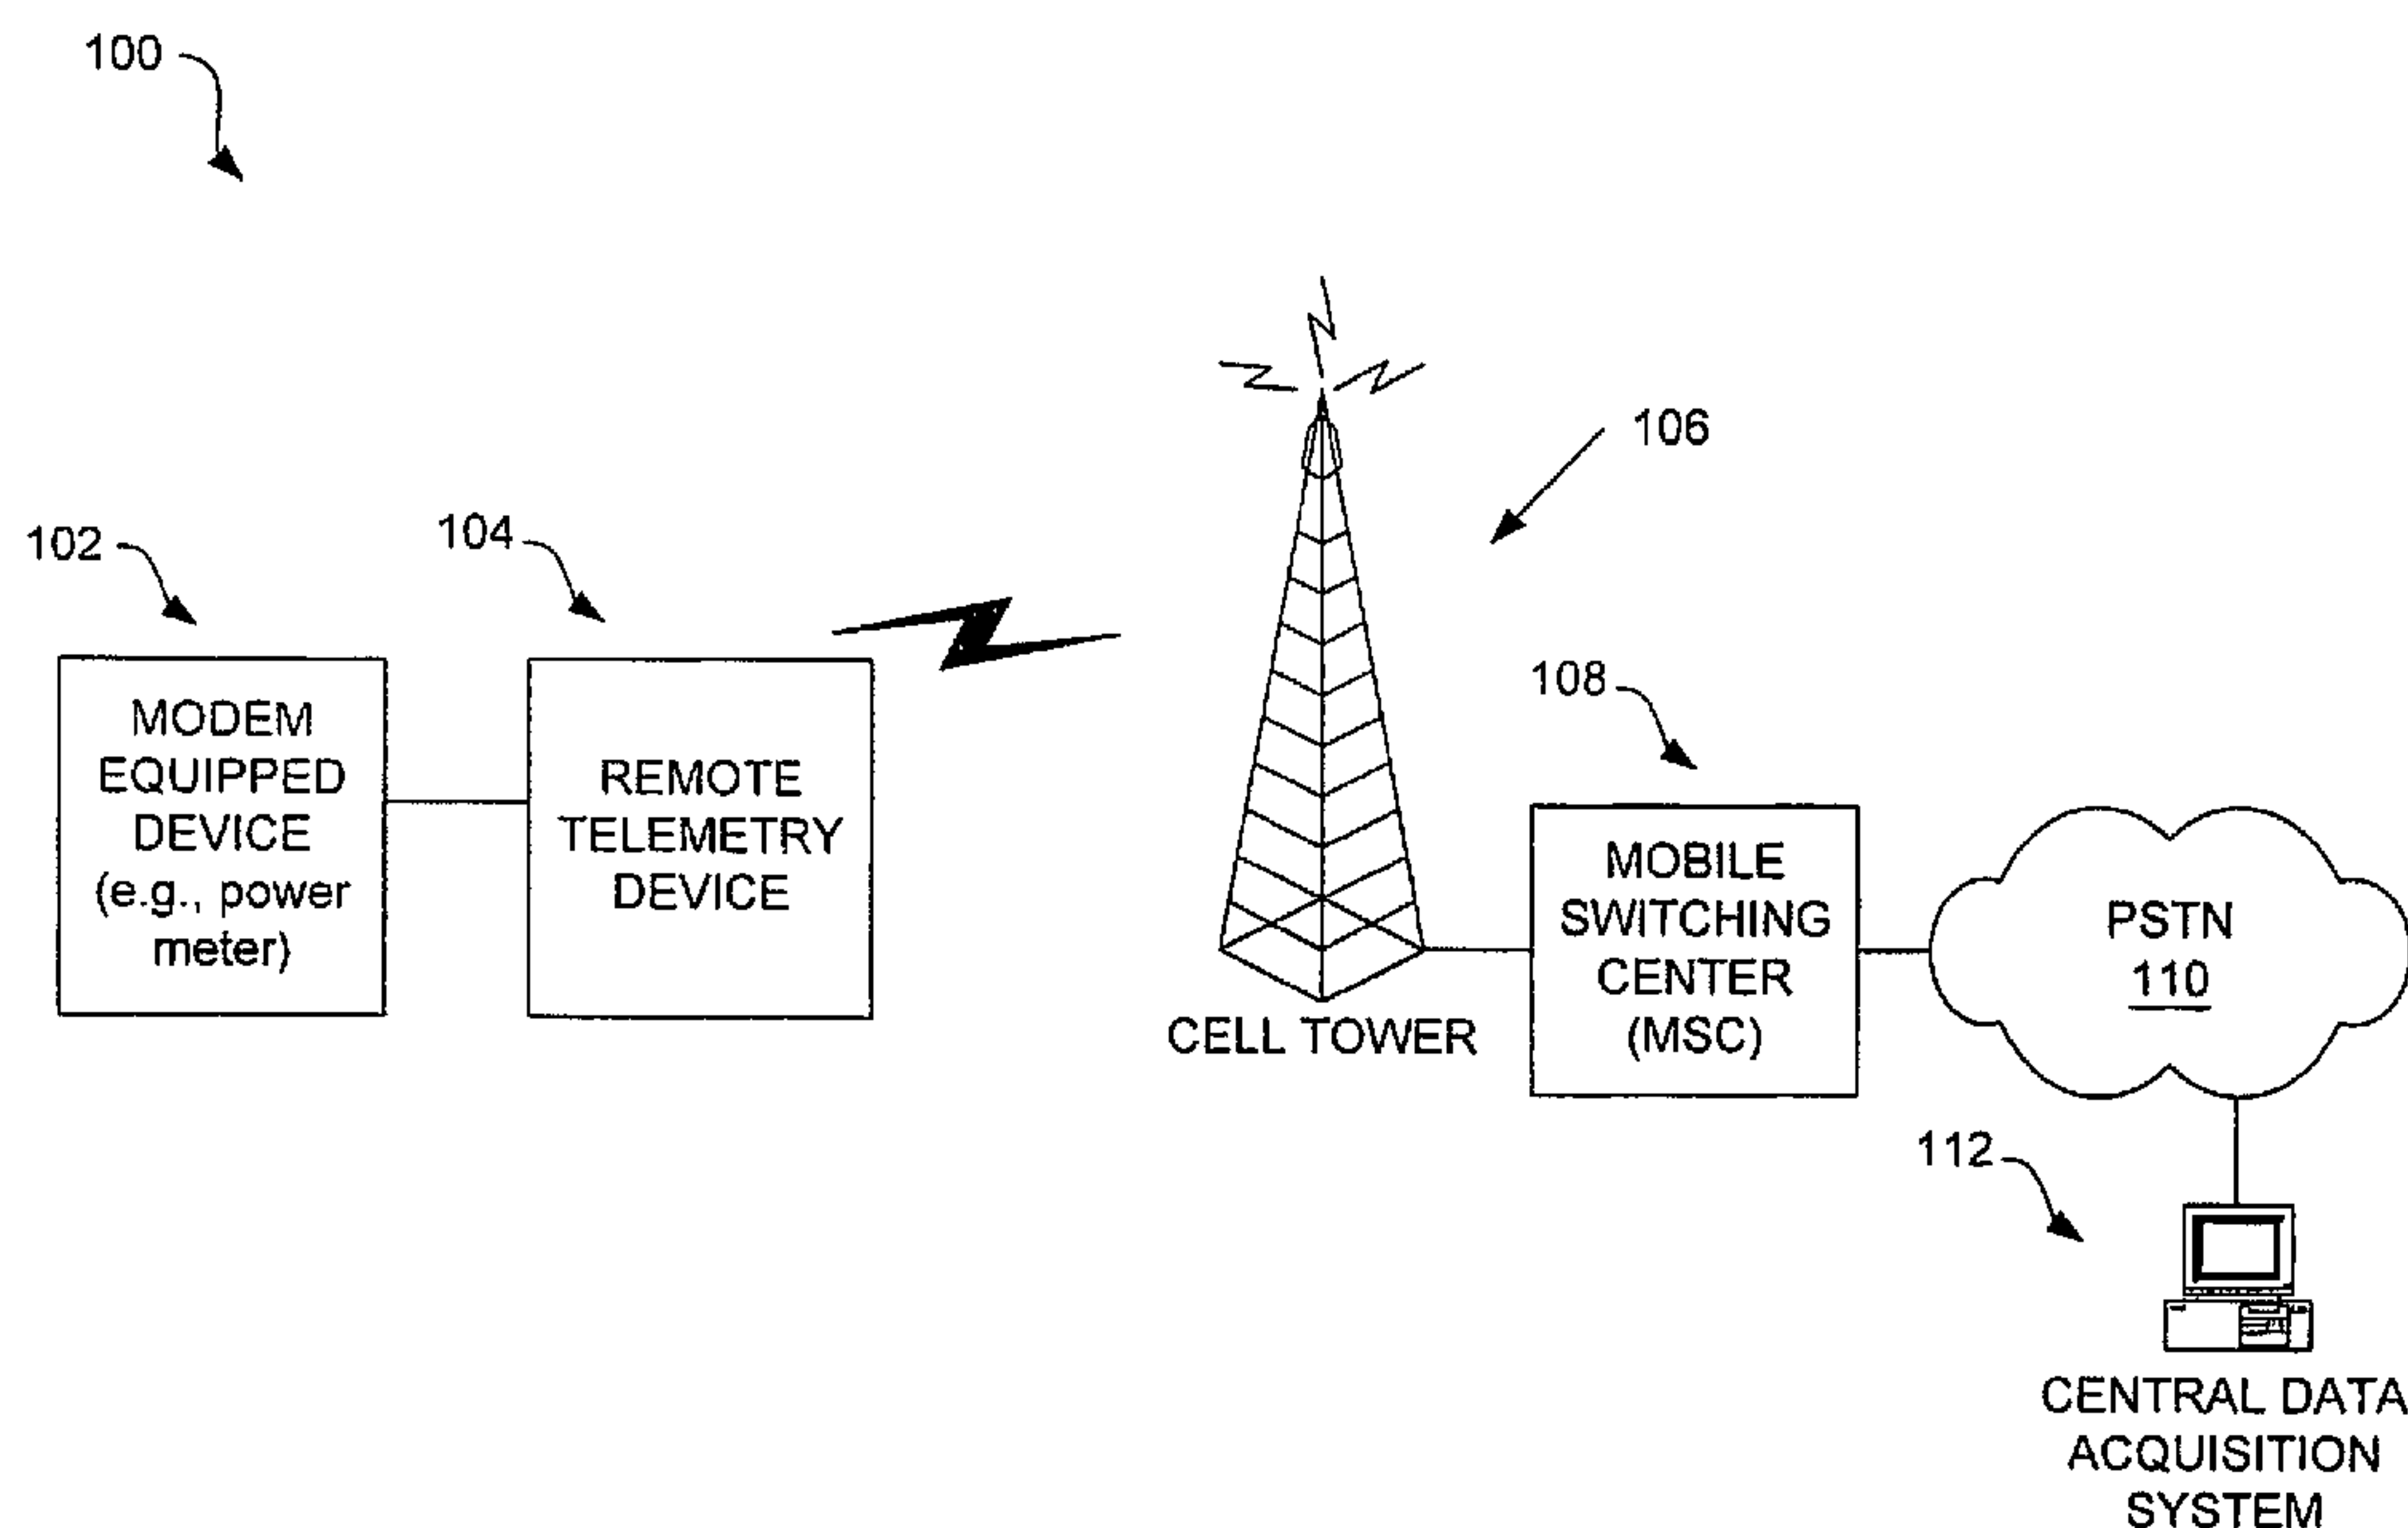 100
106
102
104
MODEM
EQUIPPED
DEVICE
(e.g., power
meter)
REMOTE
TELEMETRY
DEVICE
CELL TOWER
108
MOBILE
SWITCHING
CENTER
(MSC)
PSTN
110
112
CENTRAL DATA
ACQUISITION
SYSTEM